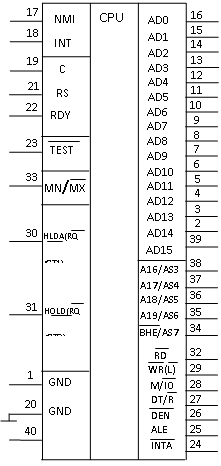 CPU
17 NMI
18 INT
19 C
21 RS
22 RDY
23 TEST
33 MN/MX
30 HLDA(RQ
31 HOLD(RQ
1 GND
20 GND
40
AD0 16
AD1 15
AD2 14
AD3 13
AD4 12
AD5 11
AD6 10
AD7 9
AD8 8
AD9 7
AD10 6
AD11 5
AD12 4
AD13 3
AD14 2
AD15 39
A16/AS3 38
A17/AS4 37
A18/AS5 36
A19/AS6 35
BHE/AS7 34
RD 32
WR(L) 29
M/IO 28
DT/R 27
DEN 26
ALE 25
INTA 24